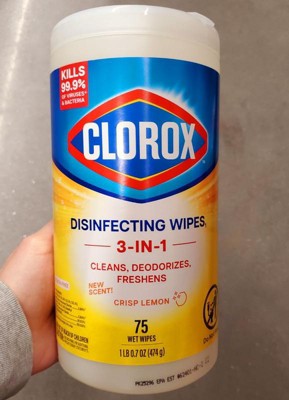 KILLS
99.9%
OF VIRUSES*
& BACTERIA
CLOROX
DISINFECTING WIPES
3-IN-1
CLEANS, DEODORIZES,
FRESHENS
NEW
SCENT!
CRISP LEMON
75
WET WIPES
1 LB 0.7 OZ (474 g)